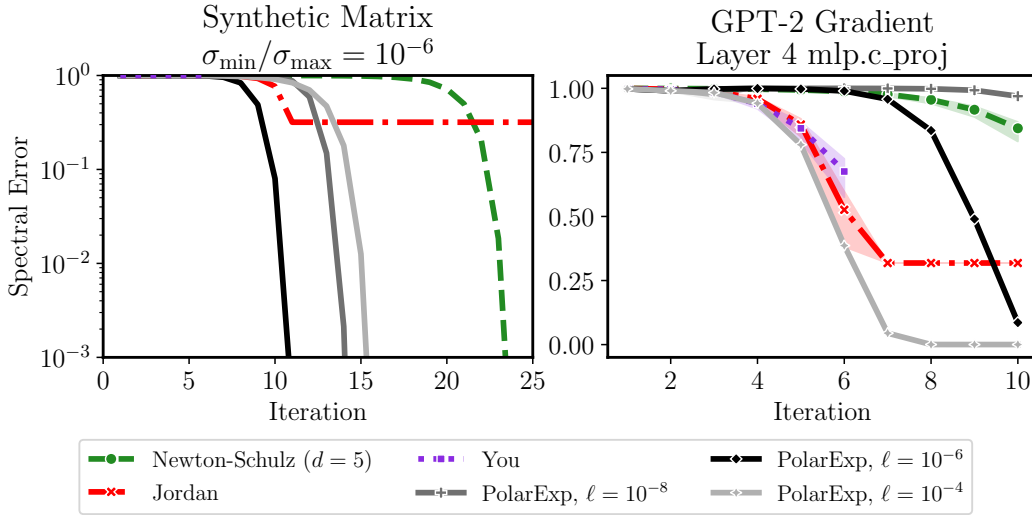 Synthetic Matrix
σ_min/σ_max = 10^−6
Spectral Error
10^0
10^−1
10^−2
10^−3
0
5
10
15
20
25
Iteration
GPT-2 Gradient
Layer 4 mlp.c_proj
1.00
0.75
0.50
0.25
0.00
2
4
6
8
10
Iteration
Newton-Schulz (d = 5)
Jordan
You
PolarExp, ℓ = 10^−8
PolarExp, ℓ = 10^−6
PolarExp, ℓ = 10^−4